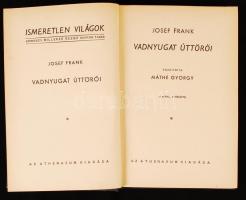 ISMERETLEN VILÁGOK
JOSEF FRANK
VADNYUGAT ÚTTÖRŐI
AZ ATHENAEUM KIADÁSA
JOSEF FRANK
VADNYUGAT ÚTTÖRŐI
FORDÍTOTTA
MÁTHÉ GYÖRGY
AZ ATHENAEUM KIADÁSA